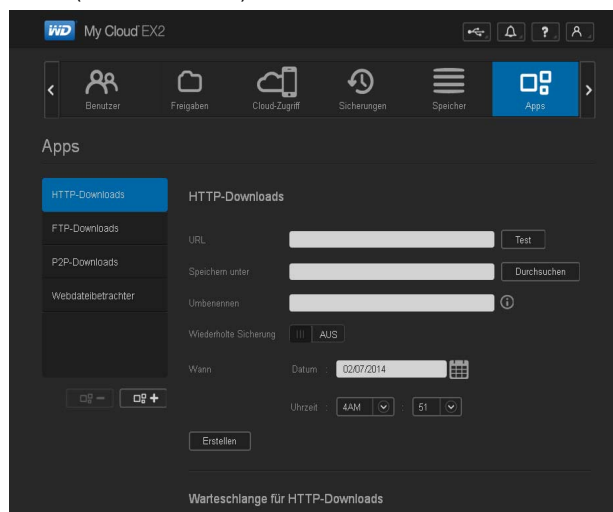 WD My Cloud EX2
?
Benutzer Freigaben Cloud-Zugriff Sicherungen Speicher Apps
Apps
HTTP-Downloads
FTP-Downloads
P2P-Downloads
Webdateibetrachter
HTTP-Downloads
URL Test
Speichern unter Durchsuchen
Umbenennen
Wiederholte Sicherung AUS
Wann Datum : 02/07/2014
Uhrzeit : 4AM : 51
Erstellen
Warteschlange für HTTP-Downloads